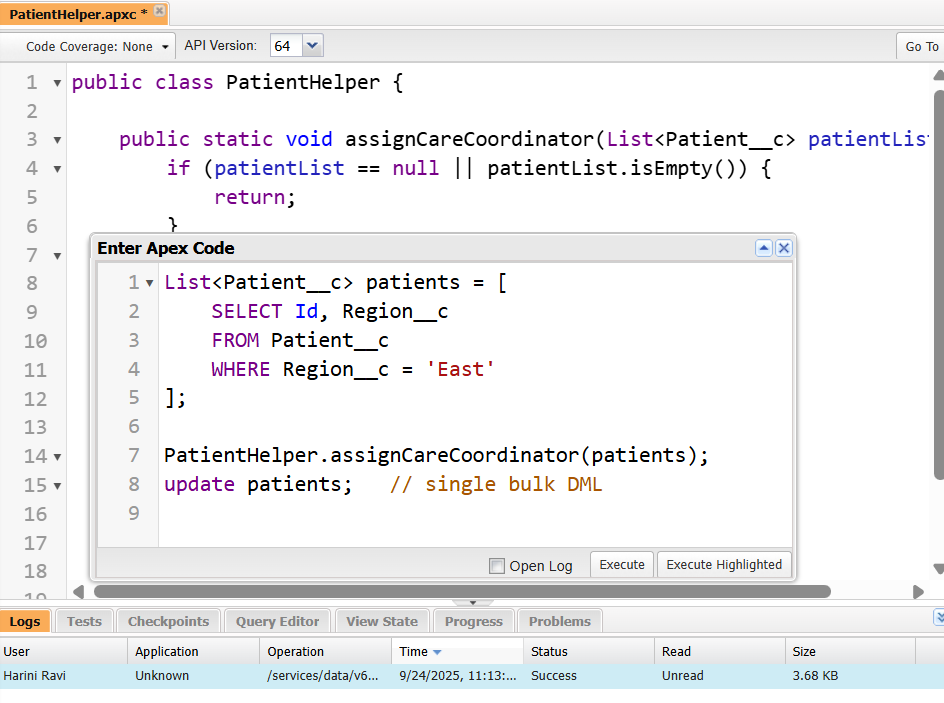 PatientHelper.apxc *
Code Coverage: None API Version: 64 Go To
1 public class PatientHelper {
2
3 public static void assignCareCoordinator(List<Patient__c> patientList
4 if (patientList == null || patientList.isEmpty()) {
5 return;
6 }
7
8
9
10
11
12
13
14
15
16
17
18
19
Enter Apex Code
1 List<Patient__c> patients = [
2 SELECT Id, Region__c
3 FROM Patient__c
4 WHERE Region__c = 'East'
5 ];
6
7 PatientHelper.assignCareCoordinator(patients);
8 update patients; // single bulk DML
9
Open Log Execute Execute Highlighted
Logs Tests Checkpoints Query Editor View State Progress Problems
User Application Operation Time Status Read Size
Harini Ravi Unknown /services/data/v6... 9/24/2025, 11:13:... Success Unread 3.68 KB